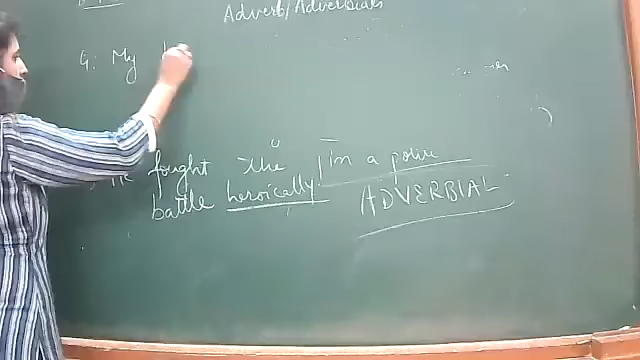 Adverb/Adverbials
4: My
fought the
in a polite
battle heroically.
ADVERBIAL